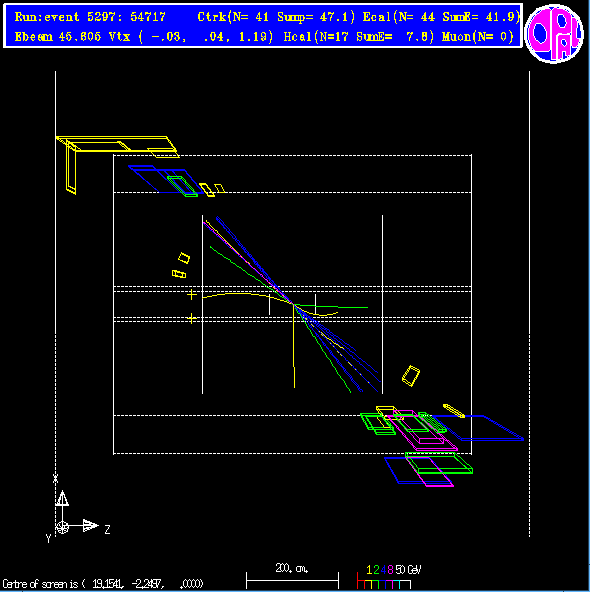 Run:event 5297: 54717 Ctrk(N= 41 Sump= 47.1) Ecal(N= 44 SumE= 41.9)
Ebeam 45.605 Vtx ( -.03, .04, 1.19) Hcal(N=17 SumE= 7.8) Muon(N= 0)
OPAL
X
Y
Z
200. cm.
1 2 4 8 50 GeV
Centre of screen is ( 19.1541, -2.2497, .0000)